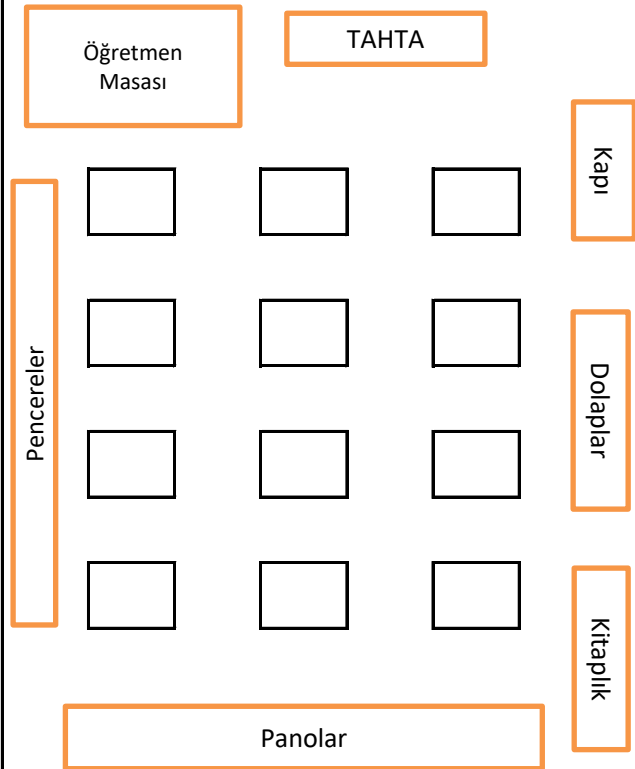 Öğretmen
Masası
TAHTA
Kapı
Pencereler
Dolaplar
Kitaplık
Panolar